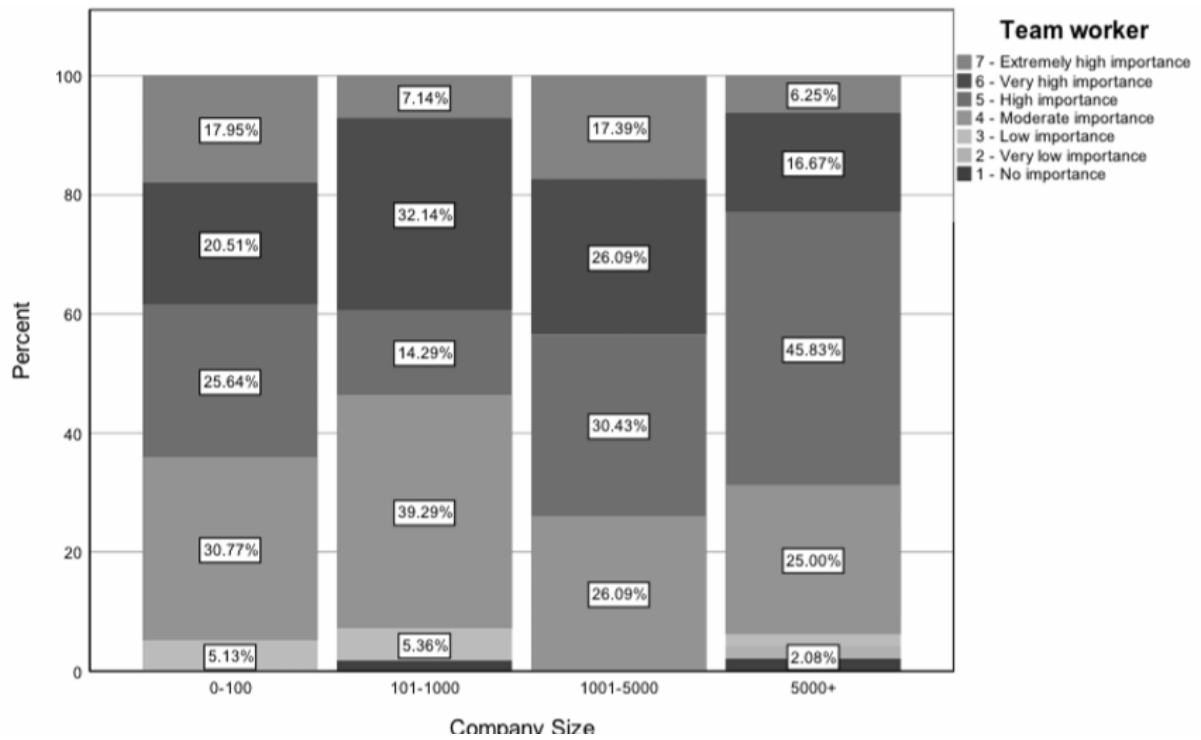 Team worker
7 - Extremely high importance
6 - Very high importance
5 - High importance
4 - Moderate importance
3 - Low importance
2 - Very low importance
1 - No importance
100
80
60
40
20
0
Percent
17.95%
20.51%
25.64%
30.77%
5.13%
7.14%
32.14%
14.29%
39.29%
5.36%
17.39%
26.09%
30.43%
26.09%
6.25%
16.67%
45.83%
25.00%
2.08%
0-100
101-1000
1001-5000
5000+
Company Size